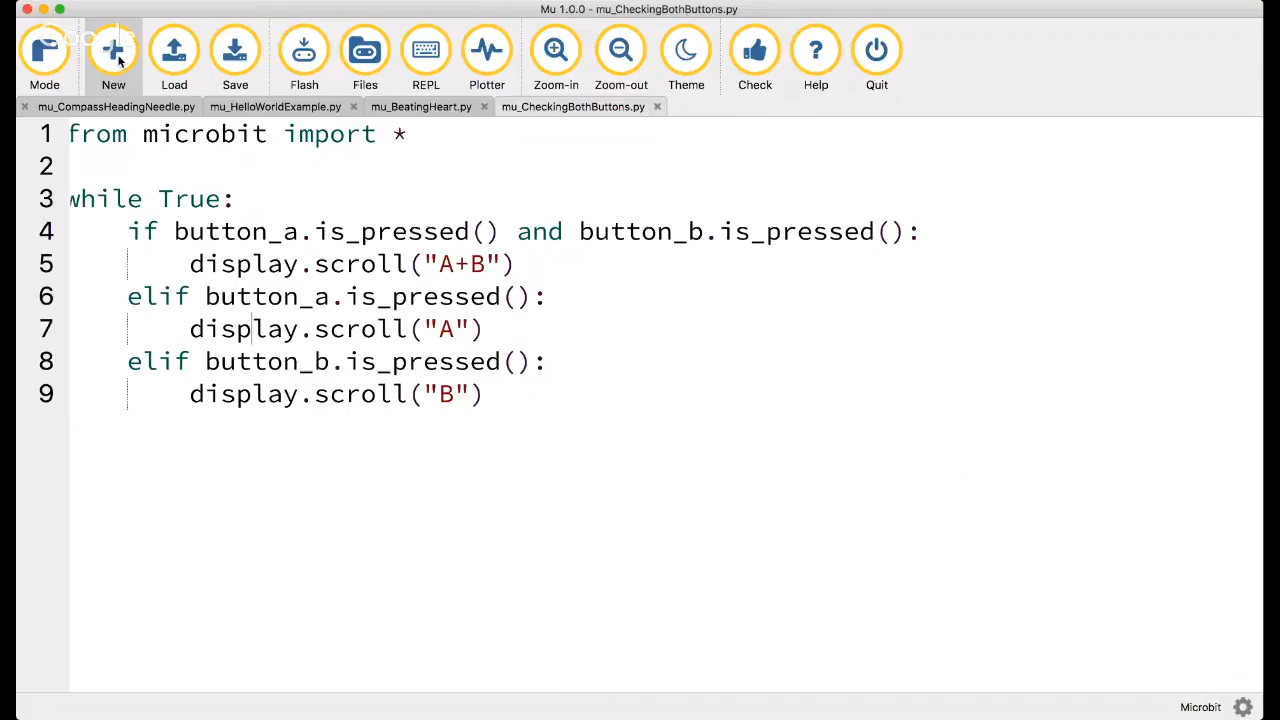 Mu 1.0.0 - mu_CheckingBothButtons.py
Mode New Load Save Flash Files REPL Plotter Zoom-in Zoom-out Theme Check Help Quit
mu_CompassHeadingNeedle.py mu_HelloWorldExample.py mu_BeatingHeart.py mu_CheckingBothButtons.py
1 from microbit import *
2
3 while True:
4 if button_a.is_pressed() and button_b.is_pressed():
5 display.scroll("A+B")
6 elif button_a.is_pressed():
7 display.scroll("A")
8 elif button_b.is_pressed():
9 display.scroll("B")
Microbit